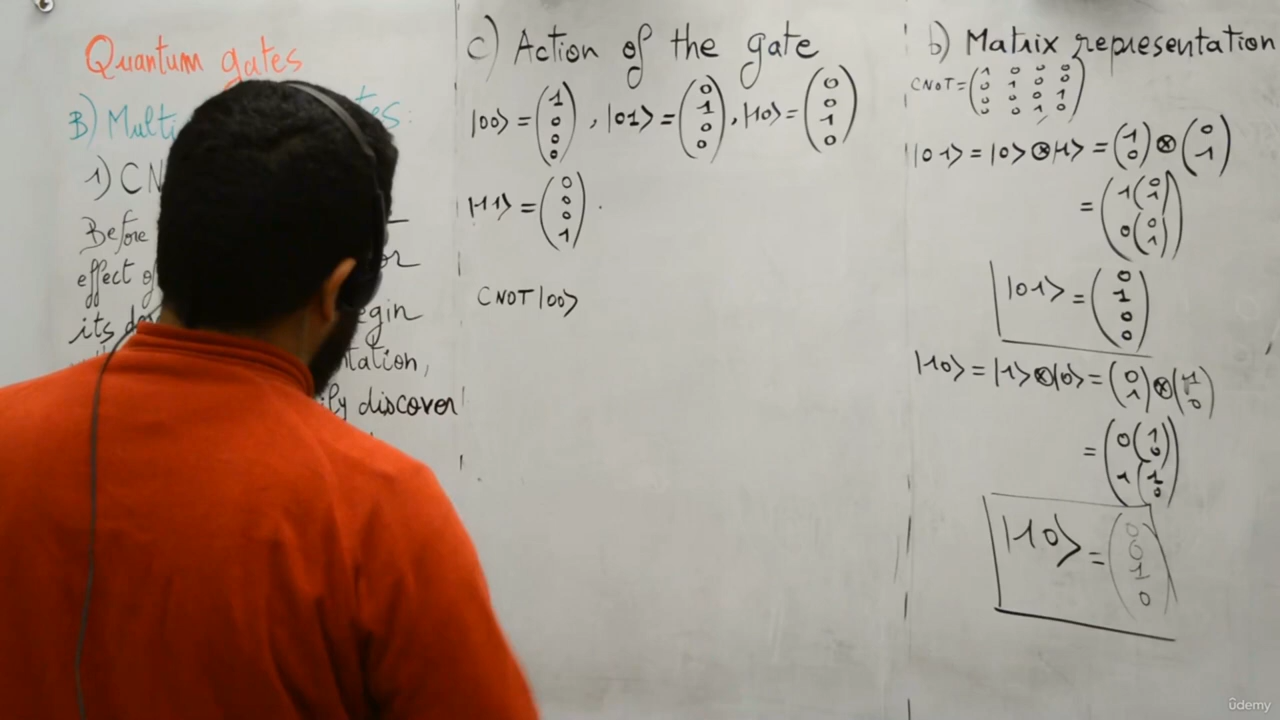 Quantum gates
B) Multi
1) CN
Before
effect of
its
egin
tation,
discover
c) Action of the gate
|00> = (1 0 0 0), |01> = (0 1 0 0), |10> = (0 0 1 0)
|11> = (0 0 0 1).
CNOT|00>
b) Matrix representation
CNOT = (1 0 0 0
0 1 0 0
0 0 0 1
0 0 1 0)
|01> = |0> ⊗ |1> = (1 0) ⊗ (0 1)
= (1(0 1) 0(0 1))
|01> = (0 1 0 0)
|10> = |1> ⊗ |0> = (0 1) ⊗ (1 0)
= (0(1 0) 1(1 0))
|10> = (0 0 1 0)
ûdemy